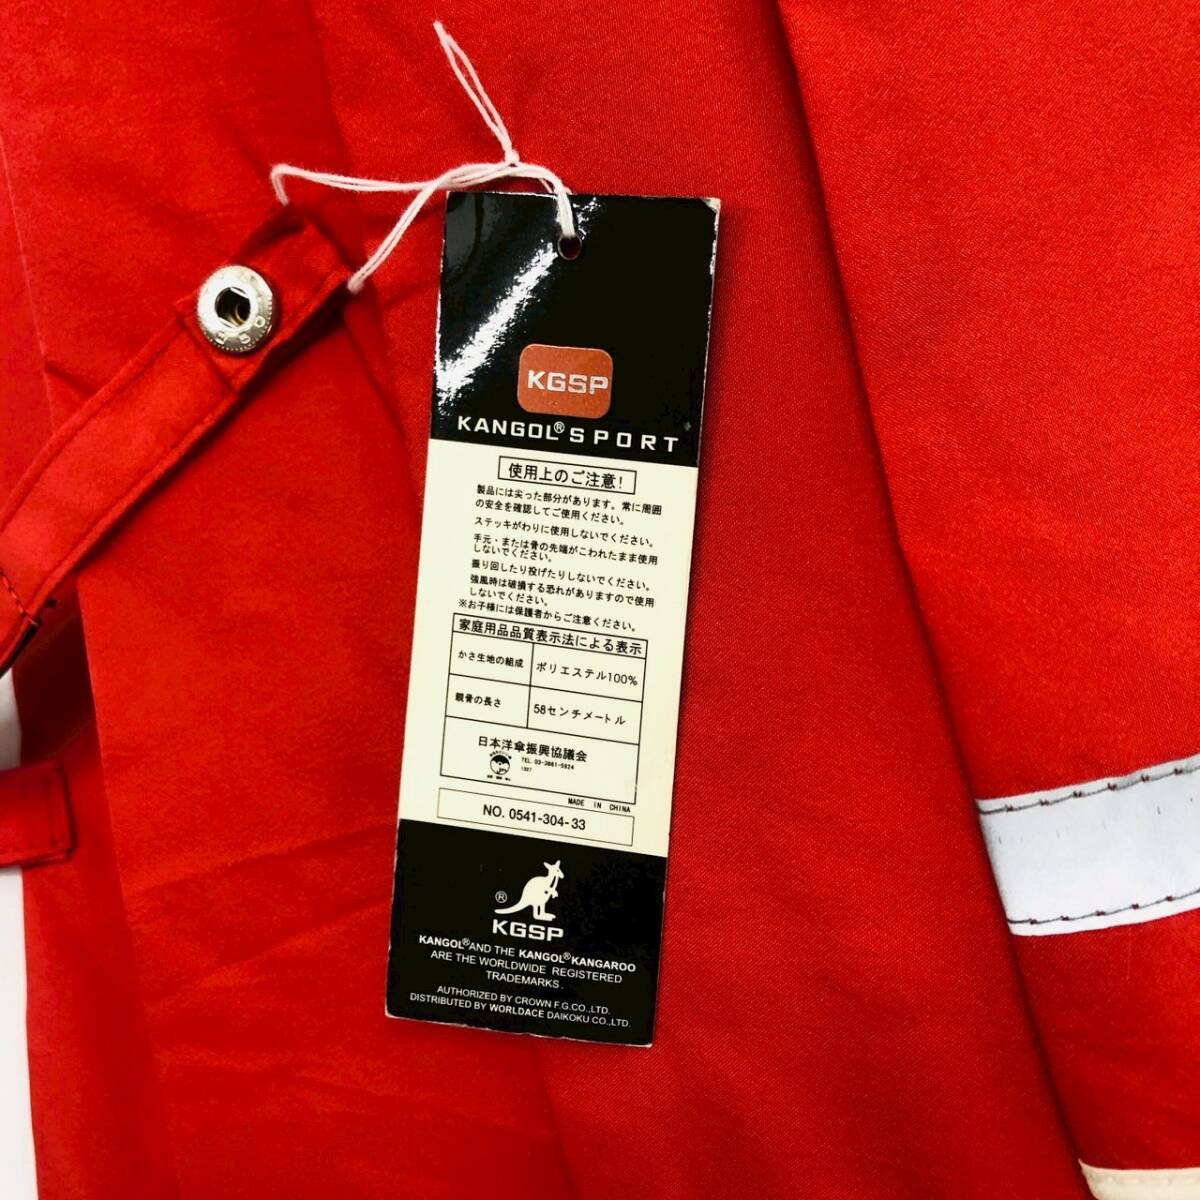 KGSP
KANGOL® SPORT
使用上のご注意!
製品には尖った部分があります。常に周囲
の安全を確認してご使用ください。
ステッキがわりに使用しないでください。
手元・または骨の先端がこわれたまま使用
しないでください。
振り回したり投げたりしないでください。
強風時は破損する恐れがありますので使用
しないでください。
※お子様には保護者からご注意ください。
家庭用品品質表示法による表示
かさ生地の組成 ポリエステル100%
親骨の長さ 58センチメートル
日本洋傘振興協議会
TEL.03-3861-5924
1327
MADE IN CHINA
NO. 0541-304-33
®
KGSP
KANGOL® AND THE KANGOL® KANGAROO
ARE THE WORLDWIDE REGISTERED
TRADEMARKS.
AUTHORIZED BY CROWN F.G.CO.,LTD.
DISTRIBUTED BY WORLDACE DAIKOKU CO.,LTD.